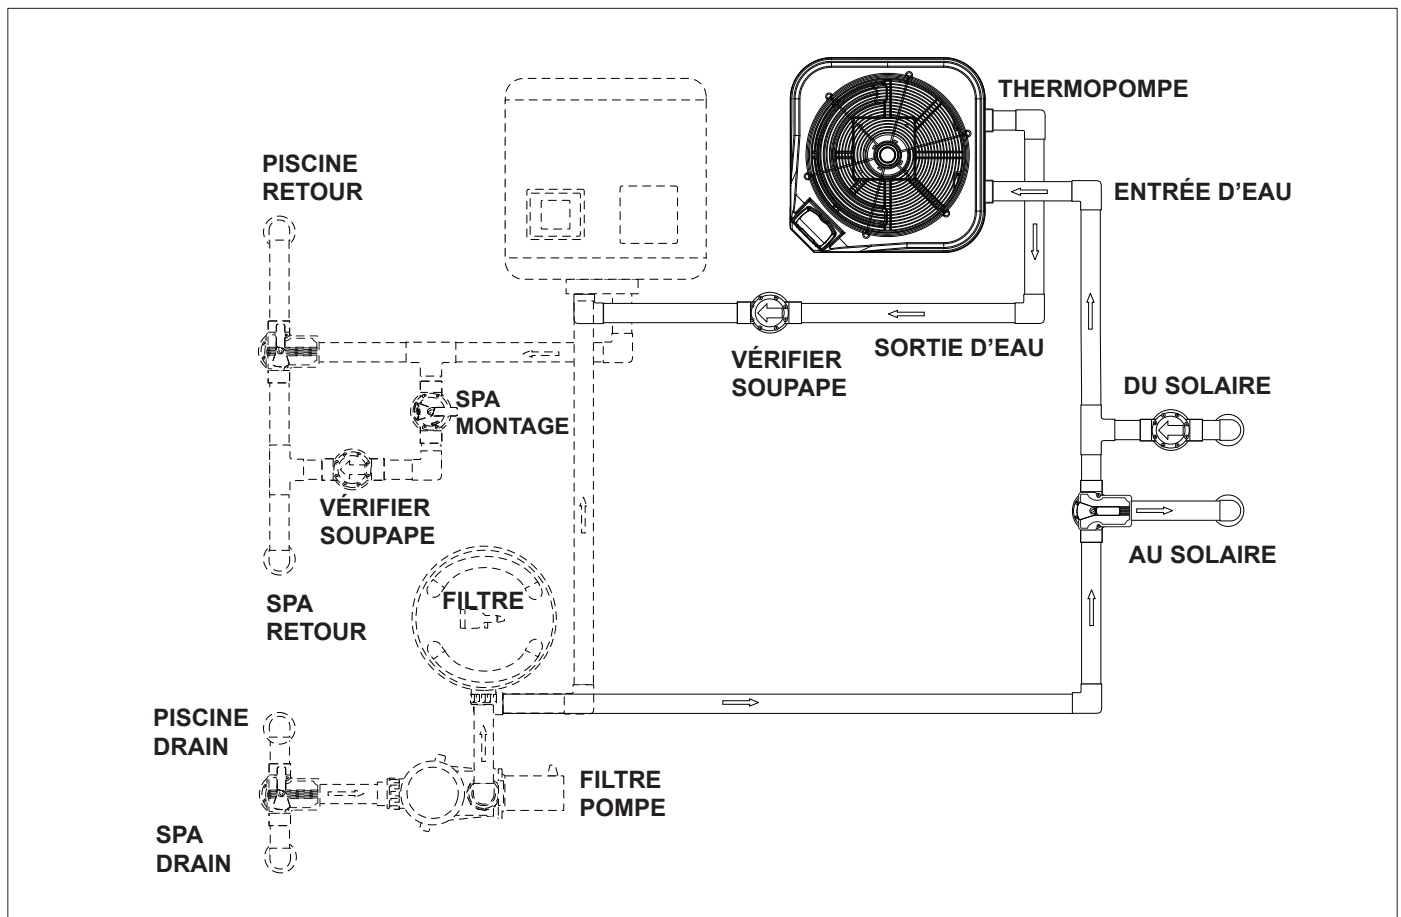 THERMOPOMPE
PISCINE
RETOUR
ENTRÉE D’EAU
SORTIE D’EAU
VÉRIFIER
SOUPAPE
DU SOLAIRE
SPA
MONTAGE
VÉRIFIER
SOUPAPE
AU SOLAIRE
FILTRE
SPA
RETOUR
PISCINE
DRAIN
FILTRE
POMPE
SPA
DRAIN